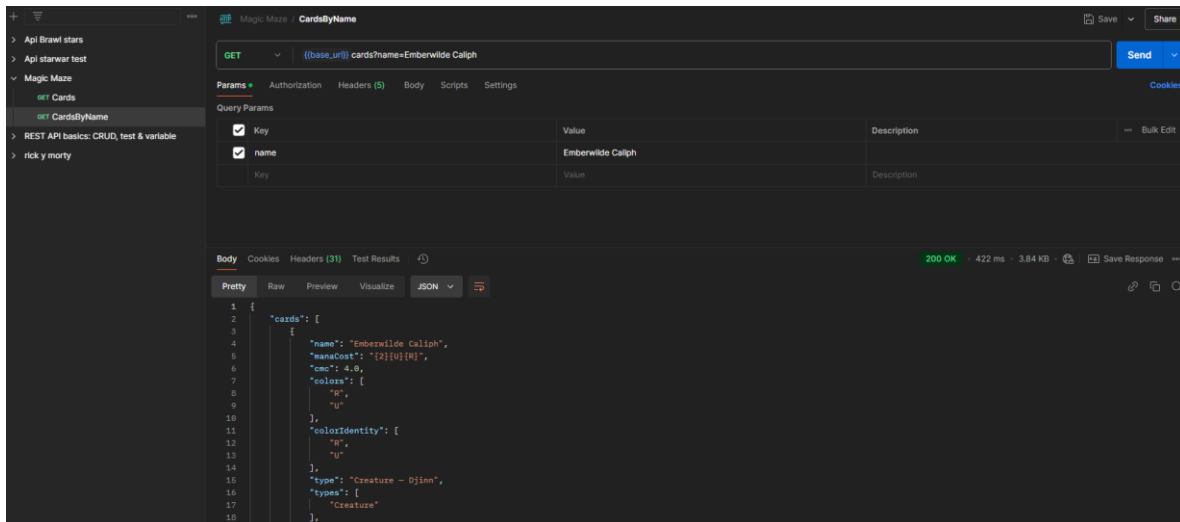 Magic Maze / CardsByName
Save
Share
Api Brawl stars
Api starwar test
Magic Maze
GET Cards
GET CardsByName
REST API basics: CRUD, test & variable
rick y morty
GET {{base_url}} cards?name=Emberwilde Caliph
Send
Params Authorization Headers (5) Body Scripts Settings
Cookies
Query Params
Key Value Description ••• Bulk Edit
name Emberwilde Caliph
Key Value Description
Body Cookies Headers (31) Test Results
200 OK • 422 ms • 3.84 KB • Save Response •••
Pretty Raw Preview Visualize JSON
1 {
2 "cards": [
3 {
4 "name": "Emberwilde Caliph",
5 "manaCost": "{2}{U}{R}",
6 "cmc": 4.0,
7 "colors": [
8 "R",
9 "U"
10 ],
11 "colorIdentity": [
12 "R",
13 "U"
14 ],
15 "type": "Creature — Djinn",
16 "types": [
17 "Creature"
18 ],